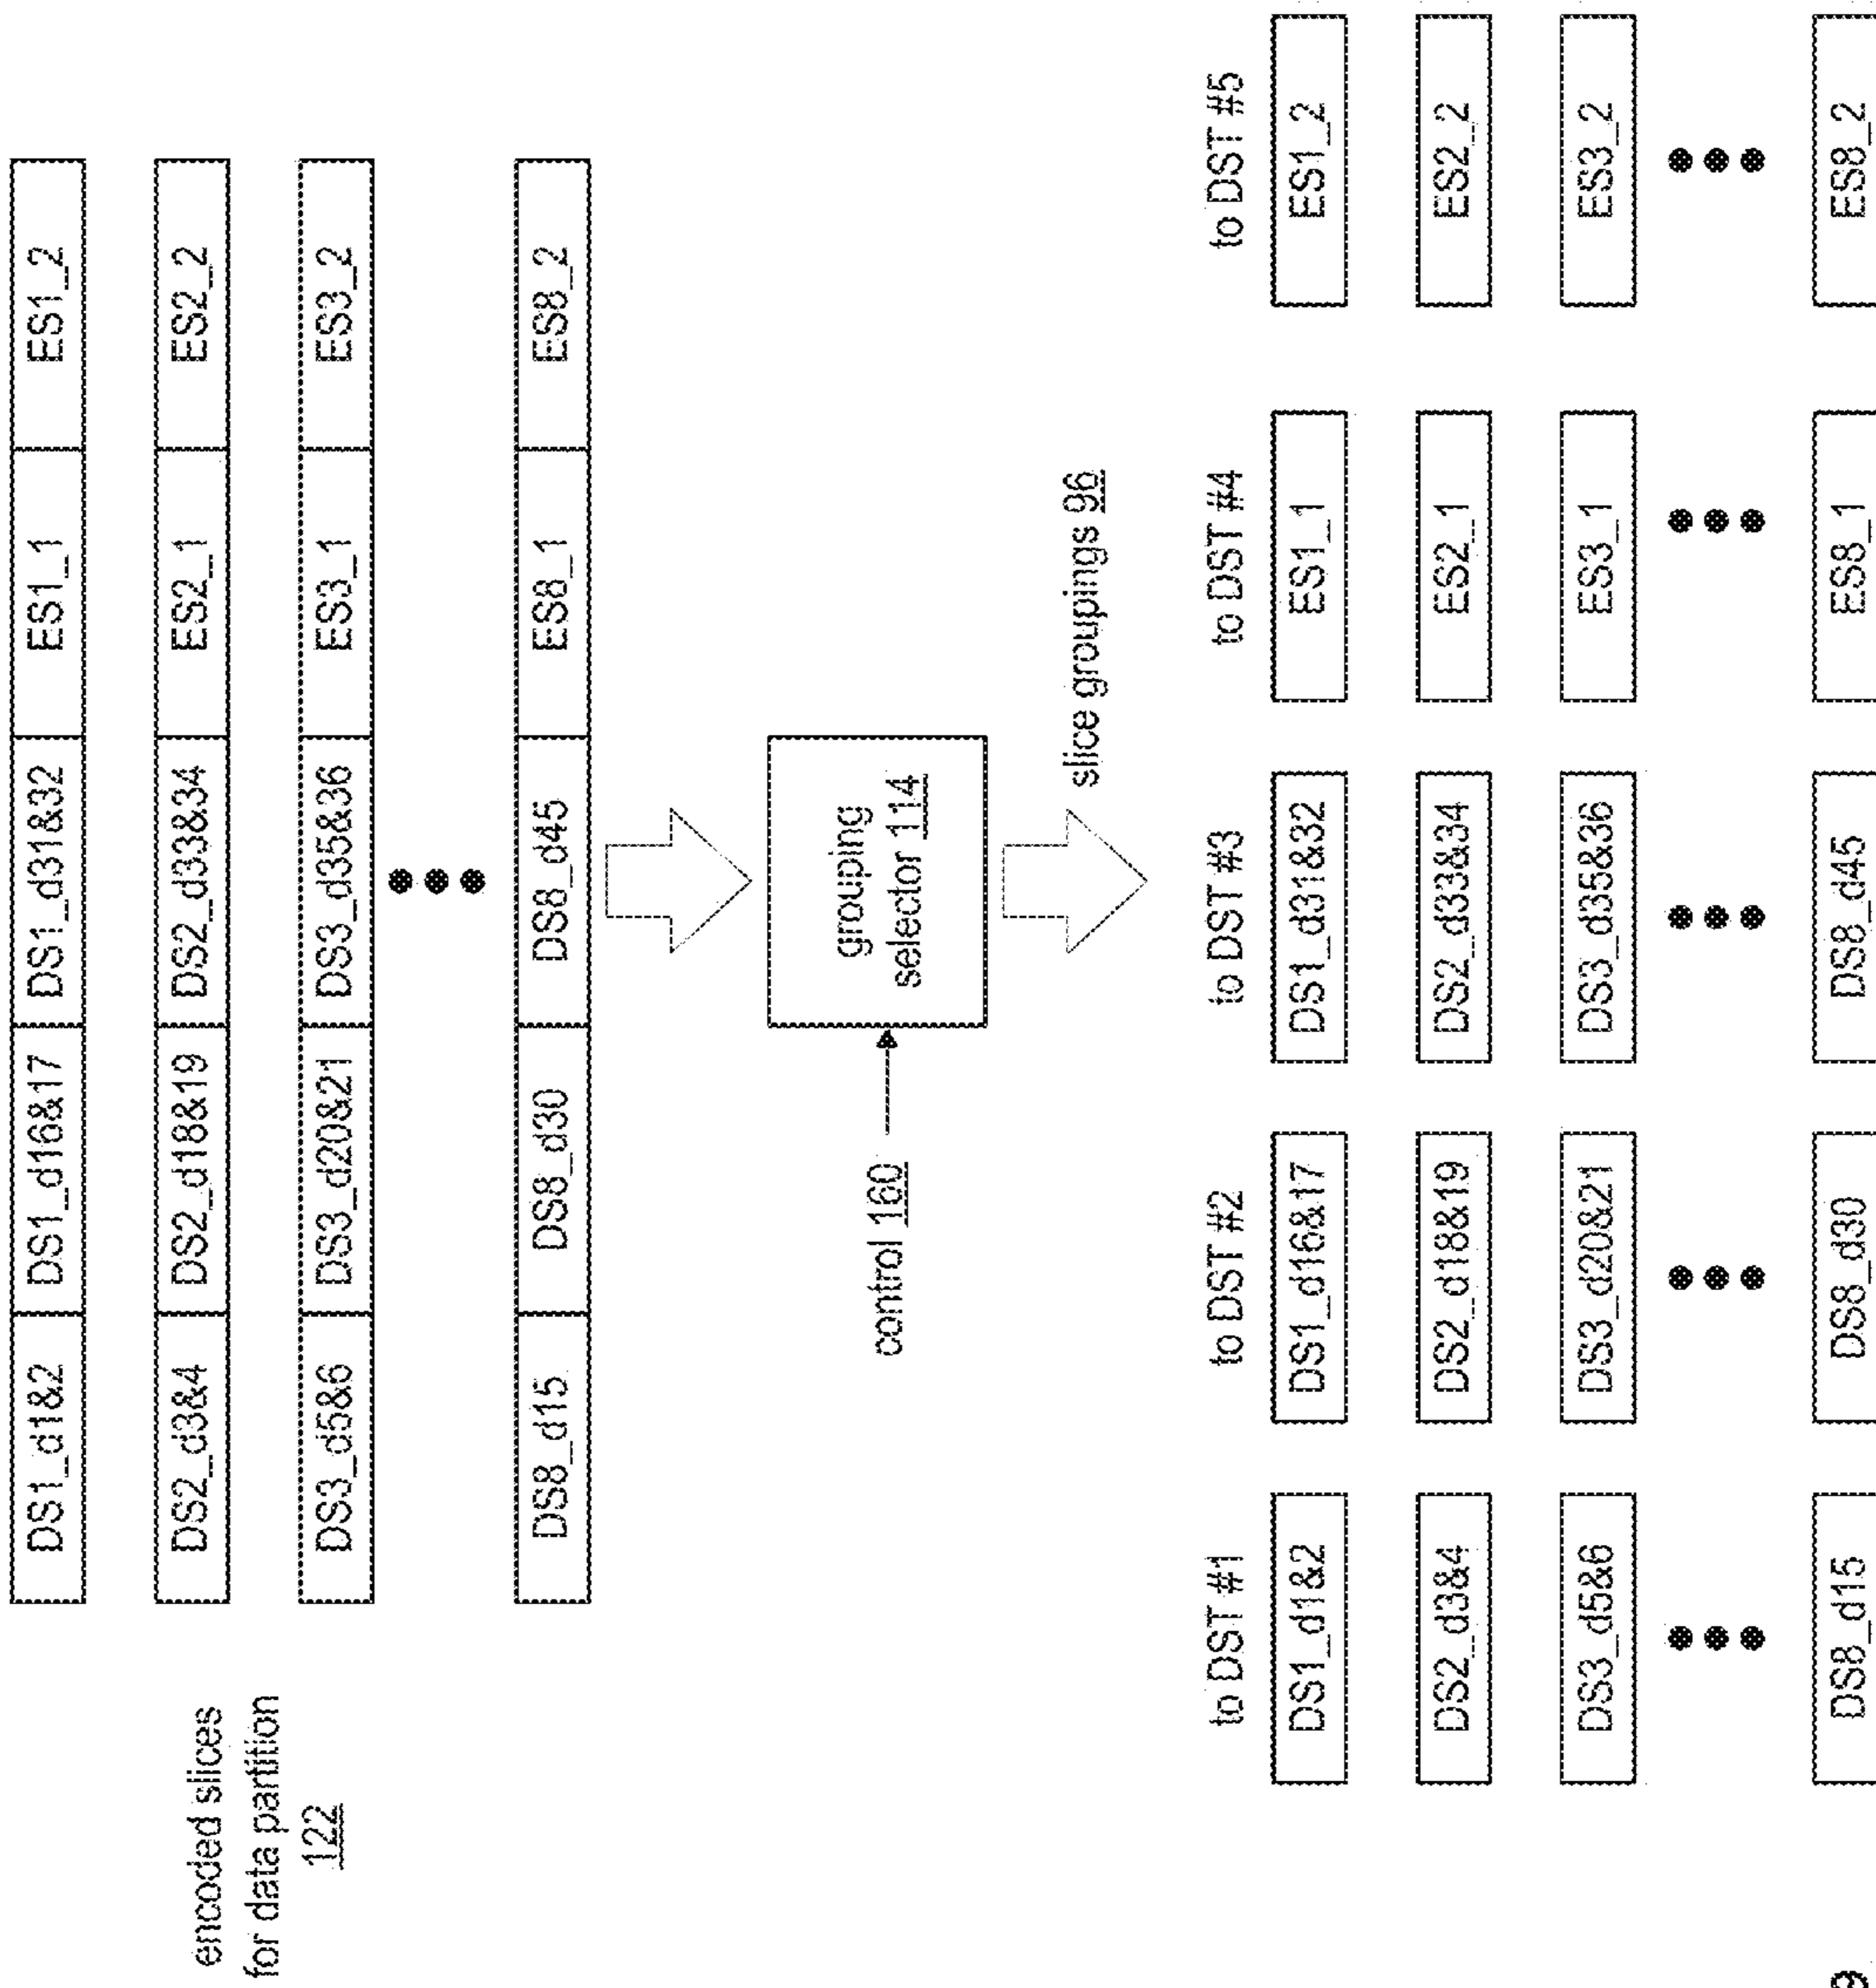 encoded slices
for data partition
122
DS1_d1&2 DS1_d16&17 DS1_d31&32 ES1_1 ES1_2
DS2_d3&4 DS2_d18&19 DS2_d33&34 ES2_1 ES2_2
DS3_d5&6 DS3_d20&21 DS3_d35&36 ES3_1 ES3_2
DS8_d15 DS8_d30 DS8_d45 ES8_1 ES8_2
control 160
grouping
selector 114
slice groupings 96
to DST #1 to DST #2 to DST #3 to DST #4 to DST #5
DS1_d1&2 DS1_d16&17 DS1_d31&32 ES1_1 ES1_2
DS2_d3&4 DS2_d18&19 DS2_d33&34 ES2_1 ES2_2
DS3_d5&6 DS3_d20&21 DS3_d35&36 ES3_1 ES3_2
DS8_d15 DS8_d30 DS8_d45 ES8_1 ES8_2